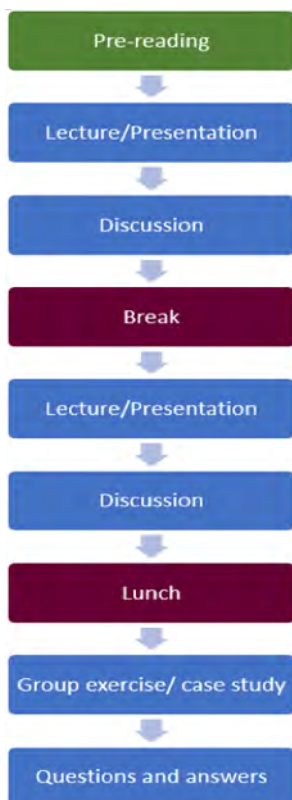 Pre-reading
Lecture/Presentation
Discussion
Break
Lecture/Presentation
Discussion
Lunch
Group exercise/ case study
Questions and answers